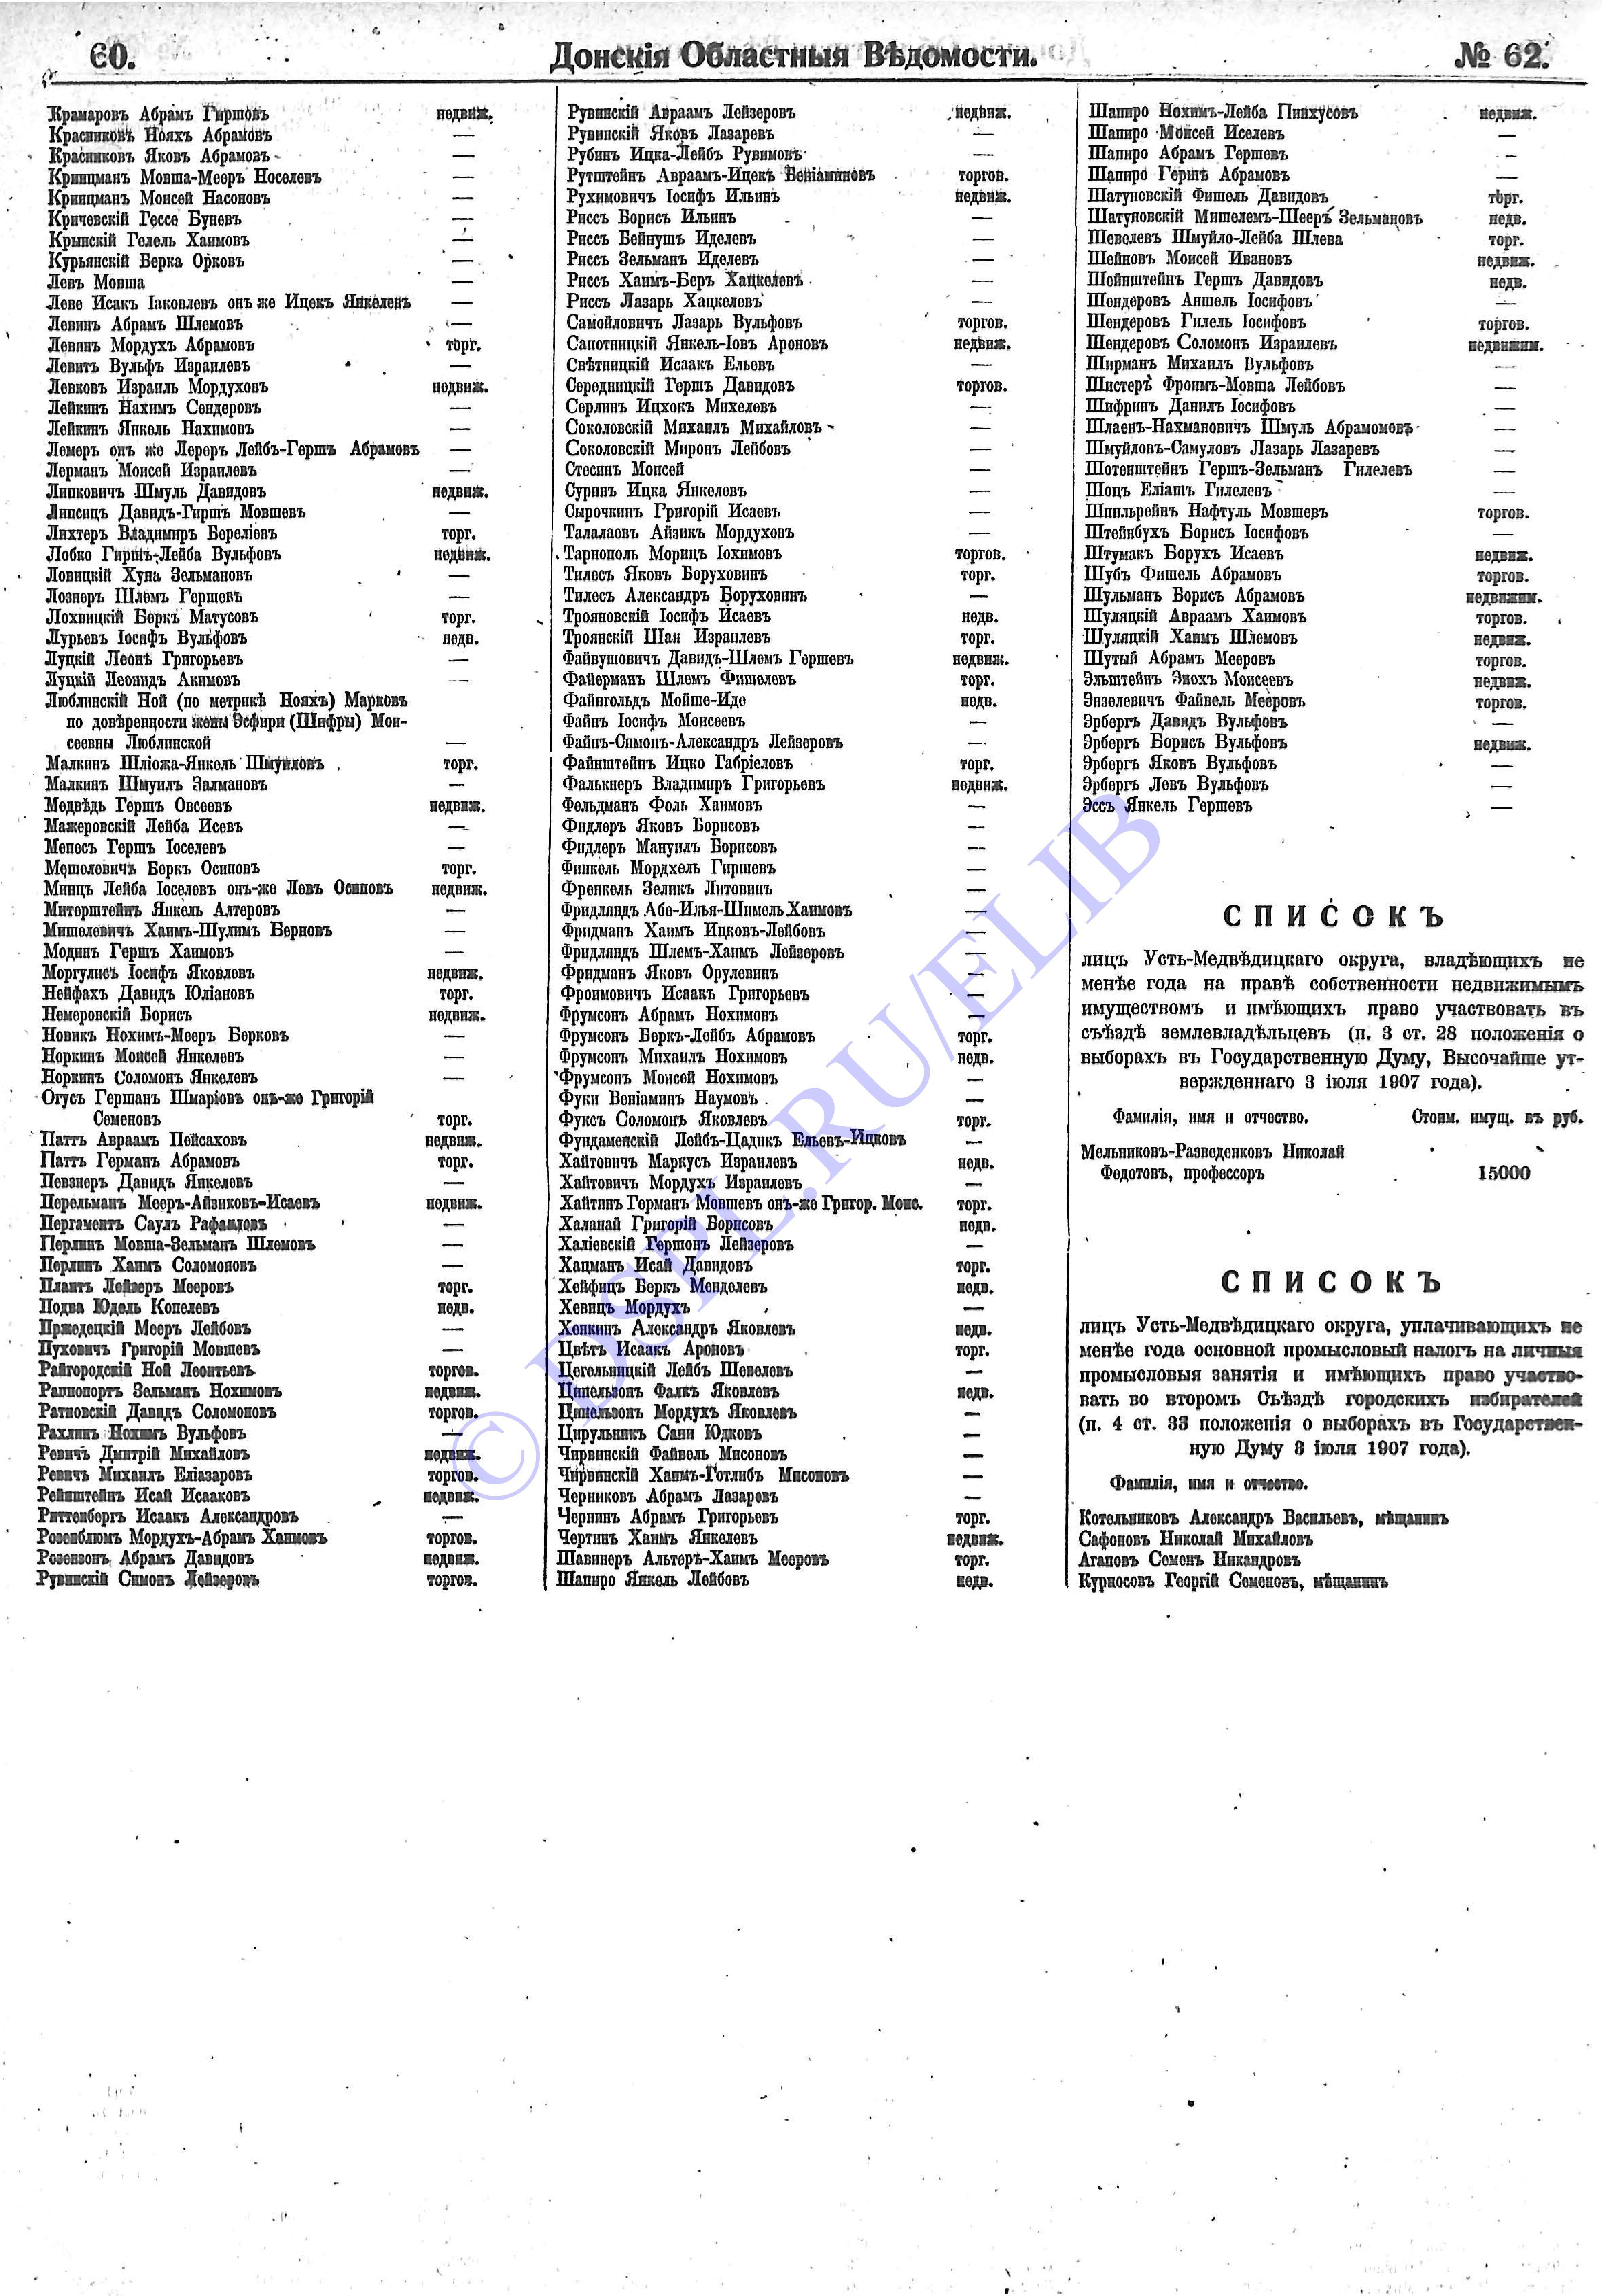 60. Донскія Областныя Вѣдомости. № 62.
Крамаровъ Абрамъ Гиршовъ недвиж.
Красниковъ Нояхъ Абрамовъ —
Красниковъ Яковъ Абрамовъ —
Кринцманъ Мовша-Мееръ Носелевъ —
Кринцманъ Моисей Насоновъ —
Кричевскій Гессе Буневъ —
Крынскій Гелель Хаимовъ —
Курьянскій Берка Орковъ —
Левъ Мовша —
Леве Исакъ Іаковлевъ онъ же Ицекъ Янкелевъ —
Левинъ Абрамъ Шлемовъ —
Левинъ Мордухъ Абрамовъ торг.
Левитъ Вульфъ Израилевъ —
Левковъ Израиль Мордуховъ недвиж.
Лейкинъ Нахимъ Сендеровъ —
Лейкинъ Янкель Нахимовъ —
Лемеръ онъ же Лереръ Лейбъ-Гершъ Абрамовъ —
Лерманъ Моисей Израилевъ —
Липковичъ Шмуль Давидовъ недвиж.
Липсицъ Давидъ-Гиршъ Мовшевъ —
Лихтеръ Владимиръ Береліевъ торг.
Лобко Гиршъ-Лейба Вульфовъ недвиж.
Ловицкій Хуна Зельмановъ —
Лознеръ Шлемъ Гершевъ —
Лохвицкій Беркъ Матусовъ торг.
Лурьевъ Іосифъ Вульфовъ недв.
Луцкій Леонъ Григорьевъ —
Луцкій Леонидъ Акимовъ —
Люблинскій Ной (по метрикѣ Нояхъ) Марковъ
по довѣренности жены Эсфири (Шифры) Мои-
сеевны Люблинской —
Малкинъ Шліожа-Янкель Шмуиловъ торг.
Малкинъ Шмуилъ Залмановъ —
Медвѣдь Гершъ Овсеевъ недвиж.
Мажеровскій Лейба Исевъ —
Менесъ Гершъ Іоселевъ —
Мешелевичъ Беркъ Осиповъ торг.
Минцъ Лейба Іоселевъ онъ-же Левъ Осиповъ недвиж.
Митерштейнъ Янкель Алтеровъ —
Мишелевичъ Хаимъ-Шулимъ Берновъ —
Модинъ Гершъ Хаимовъ —
Моргулисъ Іосифъ Яковлевъ недвиж.
Нейфахъ Давидъ Юліановъ торг.
Немеровскій Борисъ недвиж.
Новикъ Нохимъ-Мееръ Берковъ —
Норкинъ Моисей Янкелевъ —
Норкинъ Соломонъ Янкелевъ —
Огусъ Германъ Шмаріовъ онъ-же Григорій
Семеновъ торг.
Паттъ Авраамъ Пейсаховъ недвиж.
Паттъ Германъ Абрамовъ торг.
Певзнеръ Давидъ Янкелевъ —
Перельманъ Мееръ-Айзиковъ-Исаевъ недвиж.
Пергаментъ Саулъ Рафаиловъ —
Перлинъ Мовша-Зельманъ Шлемовъ —
Перлинъ Хаимъ Соломоновъ —
Плантъ Лейзеръ Мееровъ торг.
Подва Юдель Копелевъ недв.
Пржедецкій Мееръ Лейбовъ —
Пуховичъ Григорій Мовшевъ —
Райгородскій Ной Леонтьевъ торгов.
Раппопортъ Зельманъ Нохимовъ недвиж.
Ратновскій Давидъ Соломоновъ торгов.
Рахлинъ Нохимъ Вульфовъ —
Ревичъ Дмитрій Михайловъ недвиж.
Ревичъ Михаилъ Еліазаровъ торгов.
Рейнштейнъ Исай Исааковъ недвиж.
Риттенбергъ Исаакъ Александровъ —
Розенблюмъ Мордухъ-Абрамъ Хаимовъ торгов.
Розензонъ Абрамъ Давидовъ недвиж.
Рувинскій Симонъ Лейзеровъ торгов.
Рувинскій Авраамъ Лейзеровъ недвиж.
Рувинскій Яковъ Лазаревъ —
Рубинъ Ицка-Лейбъ Рувимовъ —
Рутштейнъ Авраамъ-Ицекъ Беніаминовъ торгов.
Рухимовичъ Іосифъ Ильинъ недвиж.
Риссъ Борисъ Ильинъ —
Риссъ Бейнушъ Иделевъ —
Риссъ Зельманъ Иделевъ —
Риссъ Хаимъ-Беръ Хацкелевъ —
Риссъ Лазарь Хацкелевъ —
Самойловичъ Лазарь Вульфовъ торгов.
Сапотницкій Янкель-Іовъ Ароновъ недвиж.
Свѣтницкій Исаакъ Ельевъ —
Середницкій Гершъ Давидовъ торгов.
Серлинъ Ицхокъ Михелевъ —
Соколовскій Михаилъ Михайловъ —
Соколовскій Миронъ Лейбовъ —
Стесинъ Моисей —
Суринъ Ицка Янкелевъ —
Сырочкинъ Григорій Исаевъ —
Талалаевъ Айзикъ Мордуховъ —
Тарнополь Морицъ Іохимовъ торгов.
Тилесъ Яковъ Боруховинъ торг.
Тилесъ Александръ Боруховинъ —
Трояновскій Іосифъ Исаевъ недв.
Троянскій Шаи Израилевъ торг.
Файвушовичъ Давидъ-Шлемъ Гершевъ недвиж.
Файерманъ Шлемъ Фишелевъ торг.
Файнгольдъ Мойше-Иде недв.
Файнъ Іосифъ Моисеевъ —
Файнъ-Симонъ-Александръ Лейзеровъ —
Файнштейнъ Ицко Габріеловъ торг.
Фалькнеръ Владимиръ Григорьевъ недвиж.
Фельдманъ Фоль Хаимовъ —
Фидлеръ Яковъ Борисовъ —
Фидлеръ Мануилъ Борисовъ —
Финкель Мордхель Гиршевъ —
Френкель Зеликъ Литовинъ —
Фридляндъ Абе-Илья-Шимель Хаимовъ —
Фридманъ Хаимъ Ицковъ-Лейбовъ —
Фридляндъ Шлемъ-Хаимъ Лейзеровъ —
Фридманъ Яковъ Орулевинъ —
Фроимовичъ Исаакъ Григорьевъ —
Фрумсонъ Абрамъ Нохимовъ —
Фрумсонъ Беркъ-Лейбъ Абрамовъ торг.
Фрумсонъ Михаилъ Нохимовъ недв.
Фрумсонъ Моисей Нохимовъ —
Фуки Веніаминъ Наумовъ —
Фуксъ Соломонъ Яковлевъ торг.
Фундаменскій Лейбъ-Цадикъ Ельевъ-Ицковъ —
Хайтовичъ Маркусъ Израилевъ недв.
Хайтовичъ Мордухъ Израилевъ —
Хайтинъ Германъ Мовшевъ онъ-же Григор. Моис. торг.
Халанай Григорій Борисовъ недв.
Халіевскій Гершонъ Лейзеровъ —
Хацманъ Исай Давидовъ торг.
Хейфицъ Беркъ Менделовъ недв.
Хевицъ Мордухъ —
Хенкинъ Александръ Яковлевъ недв.
Цвѣтъ Исаакъ Ароновъ торг.
Цегельницкій Лейбъ Шевелевъ —
Ципельзонъ Фалкъ Яковлевъ недв.
Ципельзонъ Мордухъ Яковлевъ —
Цирульникъ Сани Юдковъ —
Чирвинскій Файвель Мисоновъ —
Чирвинскій Хаимъ-Готлибъ Мисоновъ —
Черниковъ Абрамъ Лазаревъ —
Чернинъ Абрамъ Григорьевъ торг.
Чертинъ Хаимъ Янкелевъ недвиж.
Шавинеръ Альтеръ-Хаимъ Мееровъ торг.
Шапиро Янкель Лейбовъ недв.
Шапиро Нохимъ-Лейба Пинхусовъ недвиж.
Шапиро Моисей Иселевъ —
Шапиро Абрамъ Гершевъ —
Шапиро Гершъ Абрамовъ —
Шатуновскій Фишель Давидовъ торг.
Шатуповскій Мишелемъ-Шееръ Зельмановъ недв.
Шевелевъ Шмуйло-Лейба Шлева торг.
Шейновъ Моисей Ивановъ недвиж.
Шейнштейнъ Гершъ Давидовъ недв.
Шендеровъ Аншель Іосифовъ —
Шендеровъ Гилель Іосифовъ торгов.
Шендеровъ Соломонъ Израилевъ недвижим.
Ширманъ Михаилъ Вульфовъ —
Шистеръ Фроимъ-Мовша Лейбовъ —
Шифринъ Данилъ Іосифовъ —
Шлаенъ-Нахмановичъ Шмуль Абрамомовъ —
Шмуйловъ-Самуловъ Лазарь Лазаревъ —
Шотенштейнъ Гершъ-Зельманъ Гилелевъ —
Шоцъ Еліашъ Гилелевъ —
Шпильрейнъ Нафтуль Мовшевъ торгов.
Штейнбухъ Борисъ Іосифовъ —
Штумакъ Борухъ Исаевъ недвиж.
Шубъ Фишель Абрамовъ торгов.
Шульманъ Борисъ Абрамовъ недвижим.
Шуляцкій Авраамъ Хаимовъ торгов.
Шуляцкій Хаимъ Шлемовъ недвиж.
Шутый Абрамъ Мееровъ торгов.
Эльштейнъ Энохъ Моисеевъ недвиж.
Энзелевичъ Файвель Мееровъ торгов.
Эрбергъ Давидъ Вульфовъ —
Эрбергъ Борисъ Вульфовъ недвиж.
Эрбергъ Яковъ Вульфовъ —
Эрбергъ Левъ Вульфовъ —
Эссъ Янкель Гершевъ —
СПИСОКЪ
лицъ Усть-Медвѣдицкаго округа, владѣющихъ не
менѣе года на правѣ собственности недвижимымъ
имуществомъ и имѣющихъ право участвовать въ
съѣздѣ землевладѣльцевъ (п. 3 ст. 28 положенія о
выборахъ въ Государственную Думу, Высочайше ут-
вержденнаго 3 іюля 1907 года).
Фамилія, имя и отчество. Стоим. имущ. въ руб.
Мельниковъ-Разведенковъ Николай
Федотовъ, профессоръ 15000
СПИСОКЪ
лицъ Усть-Медвѣдицкаго округа, уплачивающихъ не
менѣе года основной промысловый налогъ на личныя
промысловыя занятія и имѣющихъ право участво-
вать во второмъ Съѣздѣ городскихъ избирателей
(п. 4 ст. 33 положенія о выборахъ въ Государствен-
ную Думу 3 іюля 1907 года).
Фамилія, имя и отчество.
Котельниковъ Александръ Васильевъ, мѣщанинъ
Сафоновъ Николай Михайловъ
Агаповъ Семенъ Никандровъ
Курносовъ Георгій Семеновъ, мѣщанинъ
© DSPL.RU/ELIB